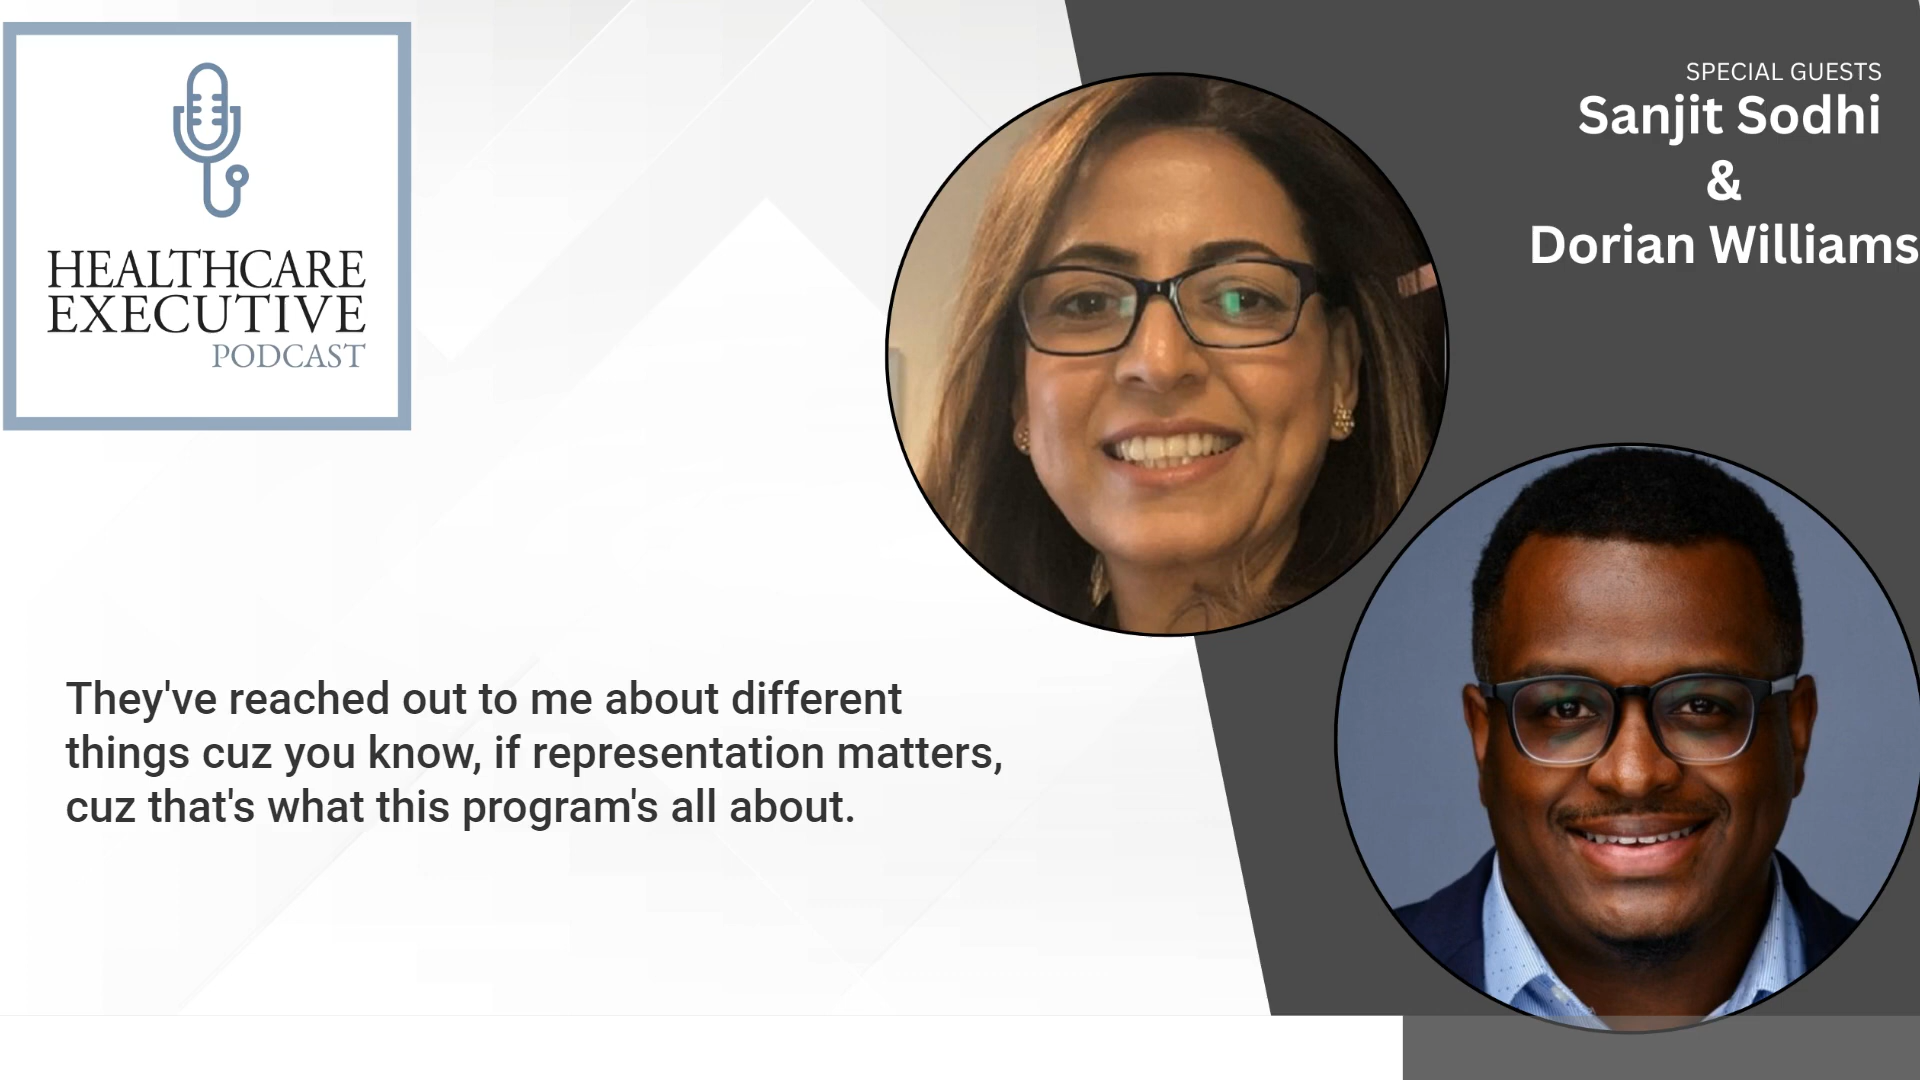 HEALTHCARE
EXECUTIVE
PODCAST
SPECIAL GUESTS
Sanjit Sodhi
&
Dorian Williams
They've reached out to me about different
things cuz you know, if representation matters,
cuz that's what this program's all about.